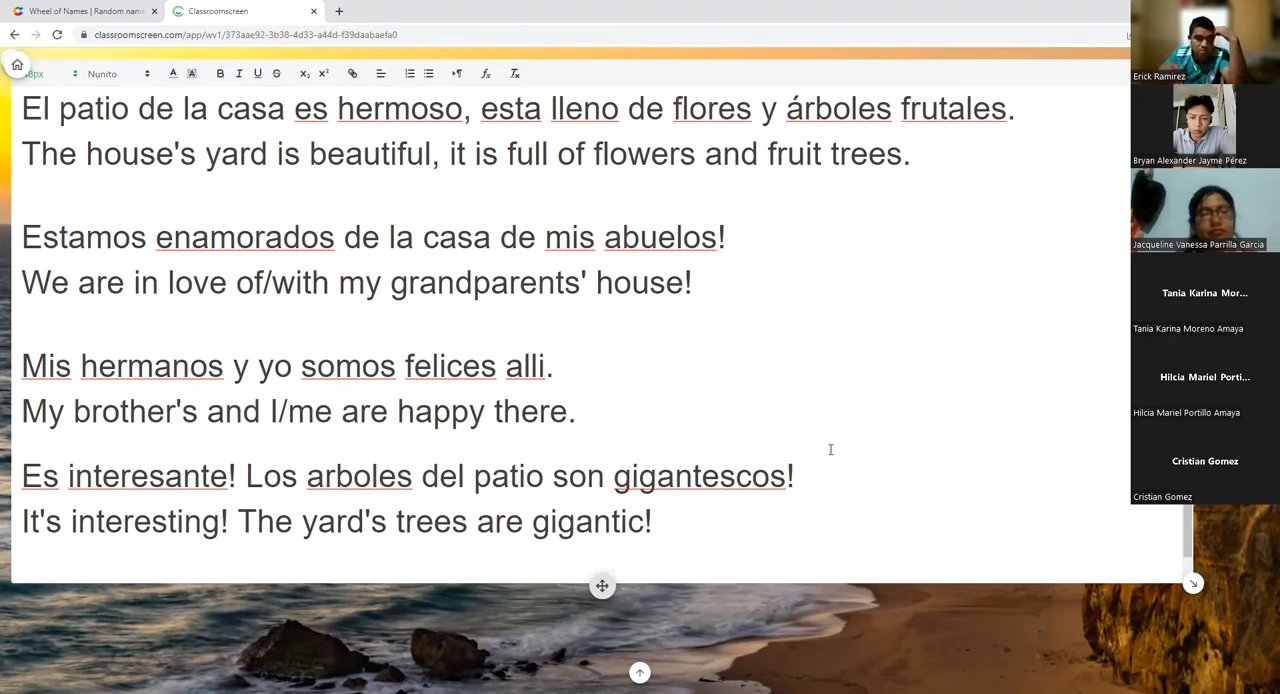 Wheel of Names | Random nam
Classroomscreen
classroomscreen.com/app/wv1/373aae92-3b38-4d33-a44d-f39daabaefa0
8px
Nunito
El patio de la casa es hermoso, esta lleno de flores y árboles frutales.
The house's yard is beautiful, it is full of flowers and fruit trees.
Estamos enamorados de la casa de mis abuelos!
We are in love of/with my grandparents' house!
Mis hermanos y yo somos felices alli.
My brother's and I/me are happy there.
Es interesante! Los arboles del patio son gigantescos!
It's interesting! The yard's trees are gigantic!
Erick Ramirez
Bryan Alexander Jayme Pérez
Jacqueline Vanessa Parrilla Garcia
Tania Karina Mor...
Tania Karina Moreno Amaya
Hilcia Mariel Porti...
Hilcia Mariel Portillo Amaya
Cristian Gomez
Cristian Gomez